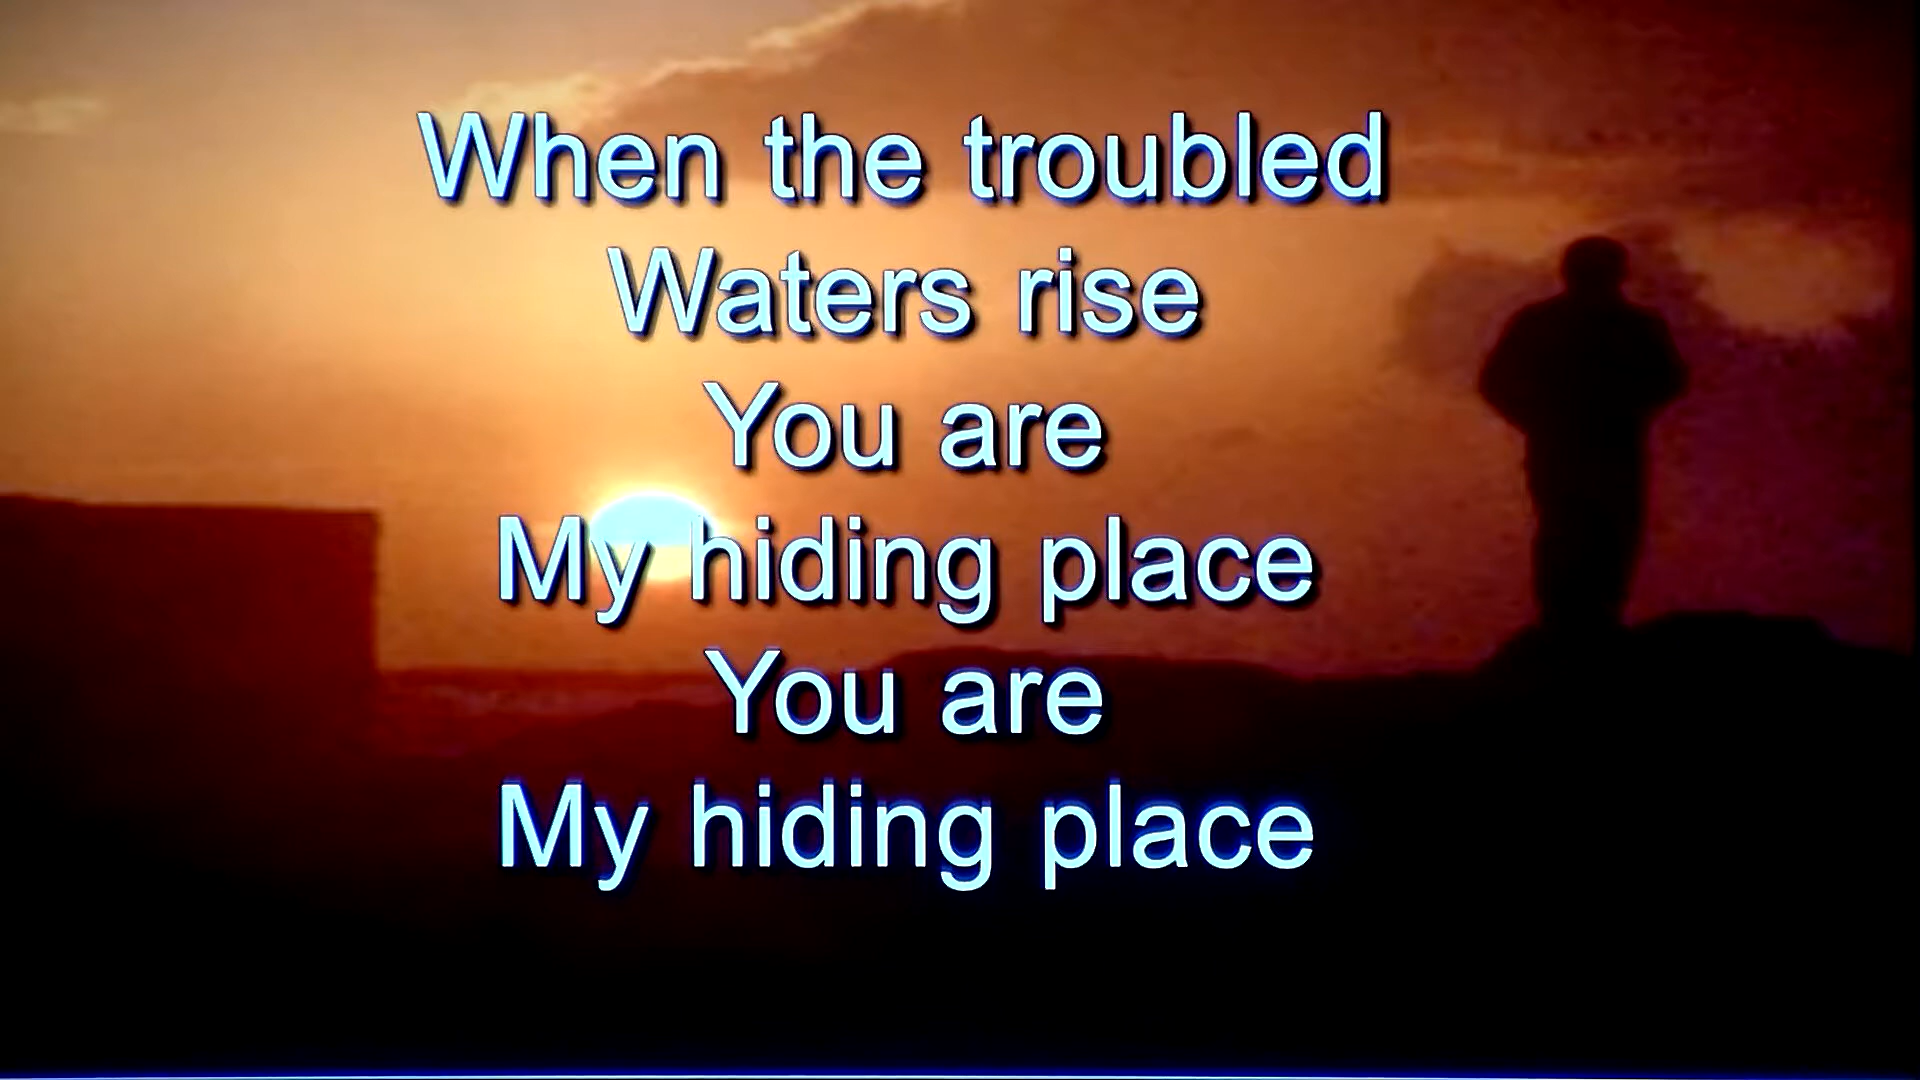 When the troubled
Waters rise
You are
My hiding place
You are
My hiding place